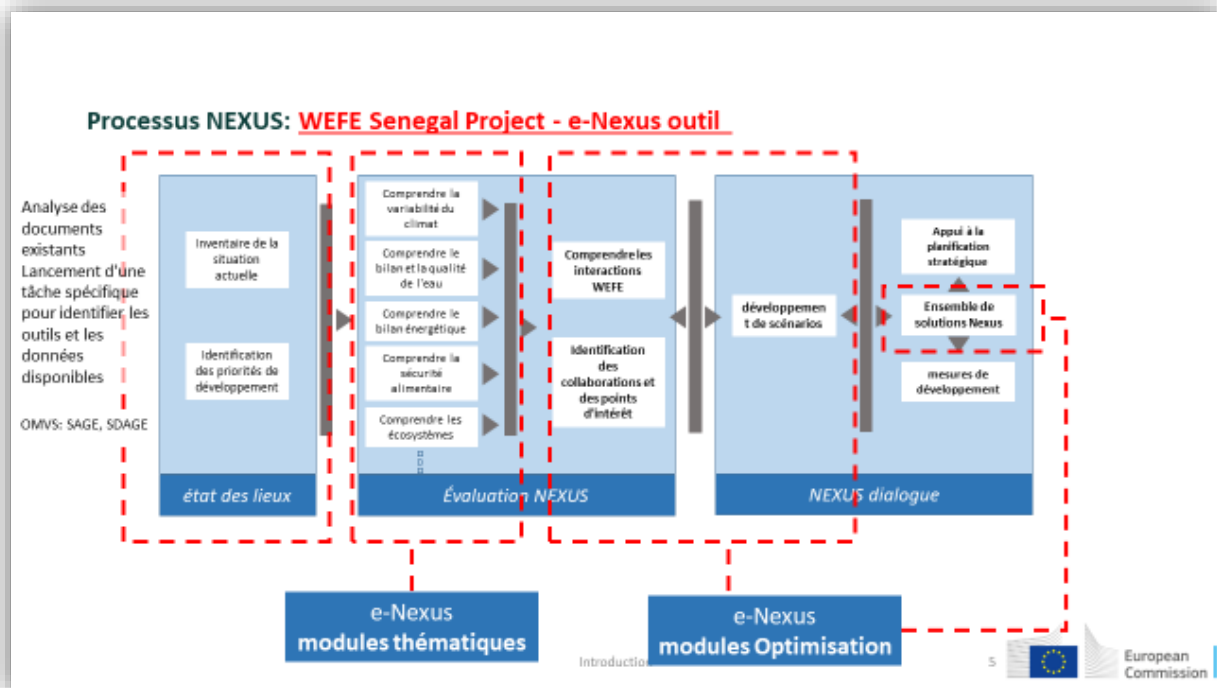 Processus NEXUS: WEFE Senegal Project - e-Nexus outil
Analyse des
documents
existants
Lancement d'une
tâche spécifique
pour identifier les
outils et les
données
disponibles
OMVS: SAGE, SDAGE
Inventaire de la
situation
actuelle
Identification
des priorités de
développement
état des lieux
Comprendre la
variabilité du
climat
Comprendre le
bilan et la qualité
de l'eau
Comprendre le
bilan énergétique
Comprendre la
sécurité
alimentaire
Comprendre les
écosystèmes
Comprendre les
interactions
WEFE
Identification
des
collaborations et
des points
d'intérêt
Évaluation NEXUS
développemen
t de scénarios
Appui à la
planification
stratégique
Ensemble de
solutions Nexus
mesures de
développement
NEXUS dialogue
e-Nexus
modules thématiques
e-Nexus
modules Optimisation
Introduction
5
European
Commission